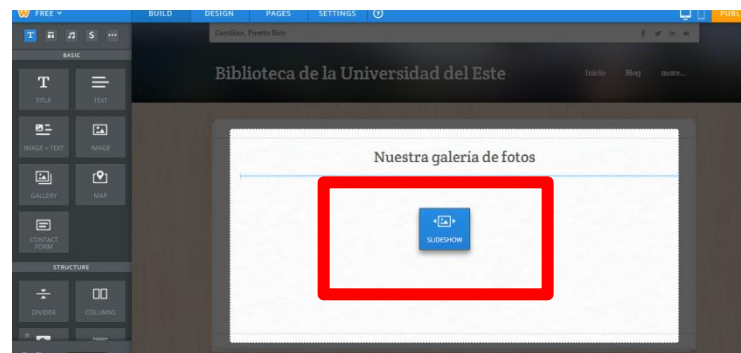 FREE
BUILD
DESIGN
PAGES
SETTINGS
PUBL
T
$
BASIC
TITLE
TEXT
IMAGE + TEXT
IMAGE
GALLERY
MAP
CONTACT
FORM
STRUCTURE
DIVIDER
COLUMNS
Carolina, Puerto Rico
Biblioteca de la Universidad del Este
Inicio
Blog
more...
Nuestra galería de fotos
SLIDESHOW